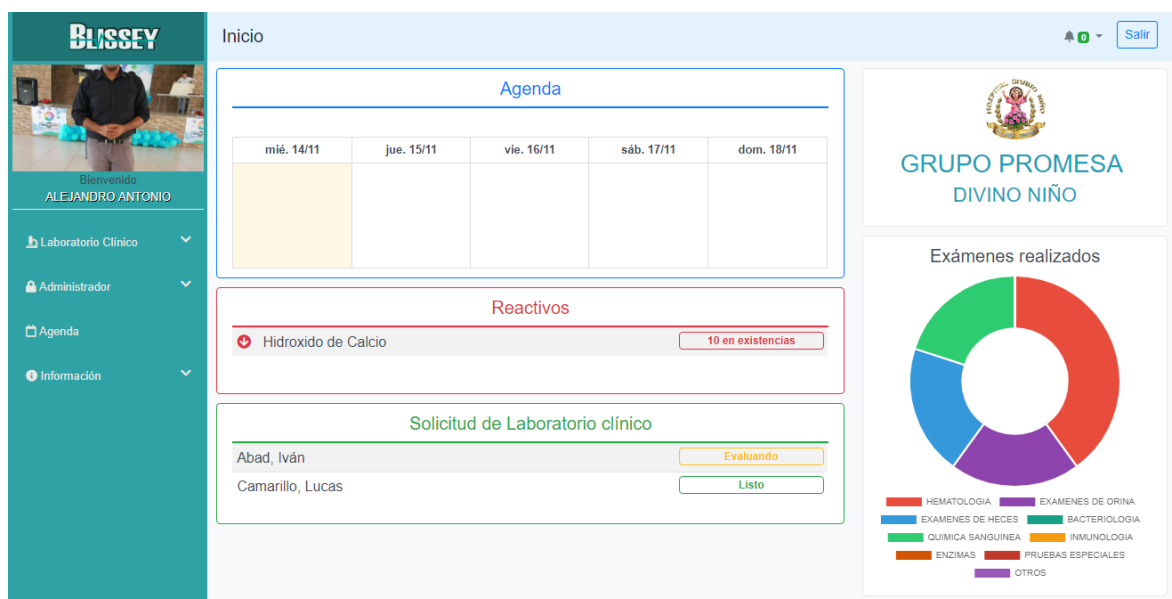 BLISSEY
Inicio
0
Salir
Bienvenido
ALEJANDRO ANTONIO
Laboratorio Clínico
Administrador
Agenda
Información
Agenda
mié. 14/11 jue. 15/11 vie. 16/11 sáb. 17/11 dom. 18/11
Reactivos
Hidroxido de Calcio 10 en existencias
Solicitud de Laboratorio clínico
Abad, Iván Evaluando
Camarillo, Lucas Listo
HOSPITAL DIVINO NIÑO
GRUPO PROMESA
DIVINO NIÑO
Exámenes realizados
HEMATOLOGIA EXAMENES DE ORINA
EXAMENES DE HECES BACTERIOLOGIA
QUIMICA SANGUINEA INMUNOLOGIA
ENZIMAS PRUEBAS ESPECIALES
OTROS